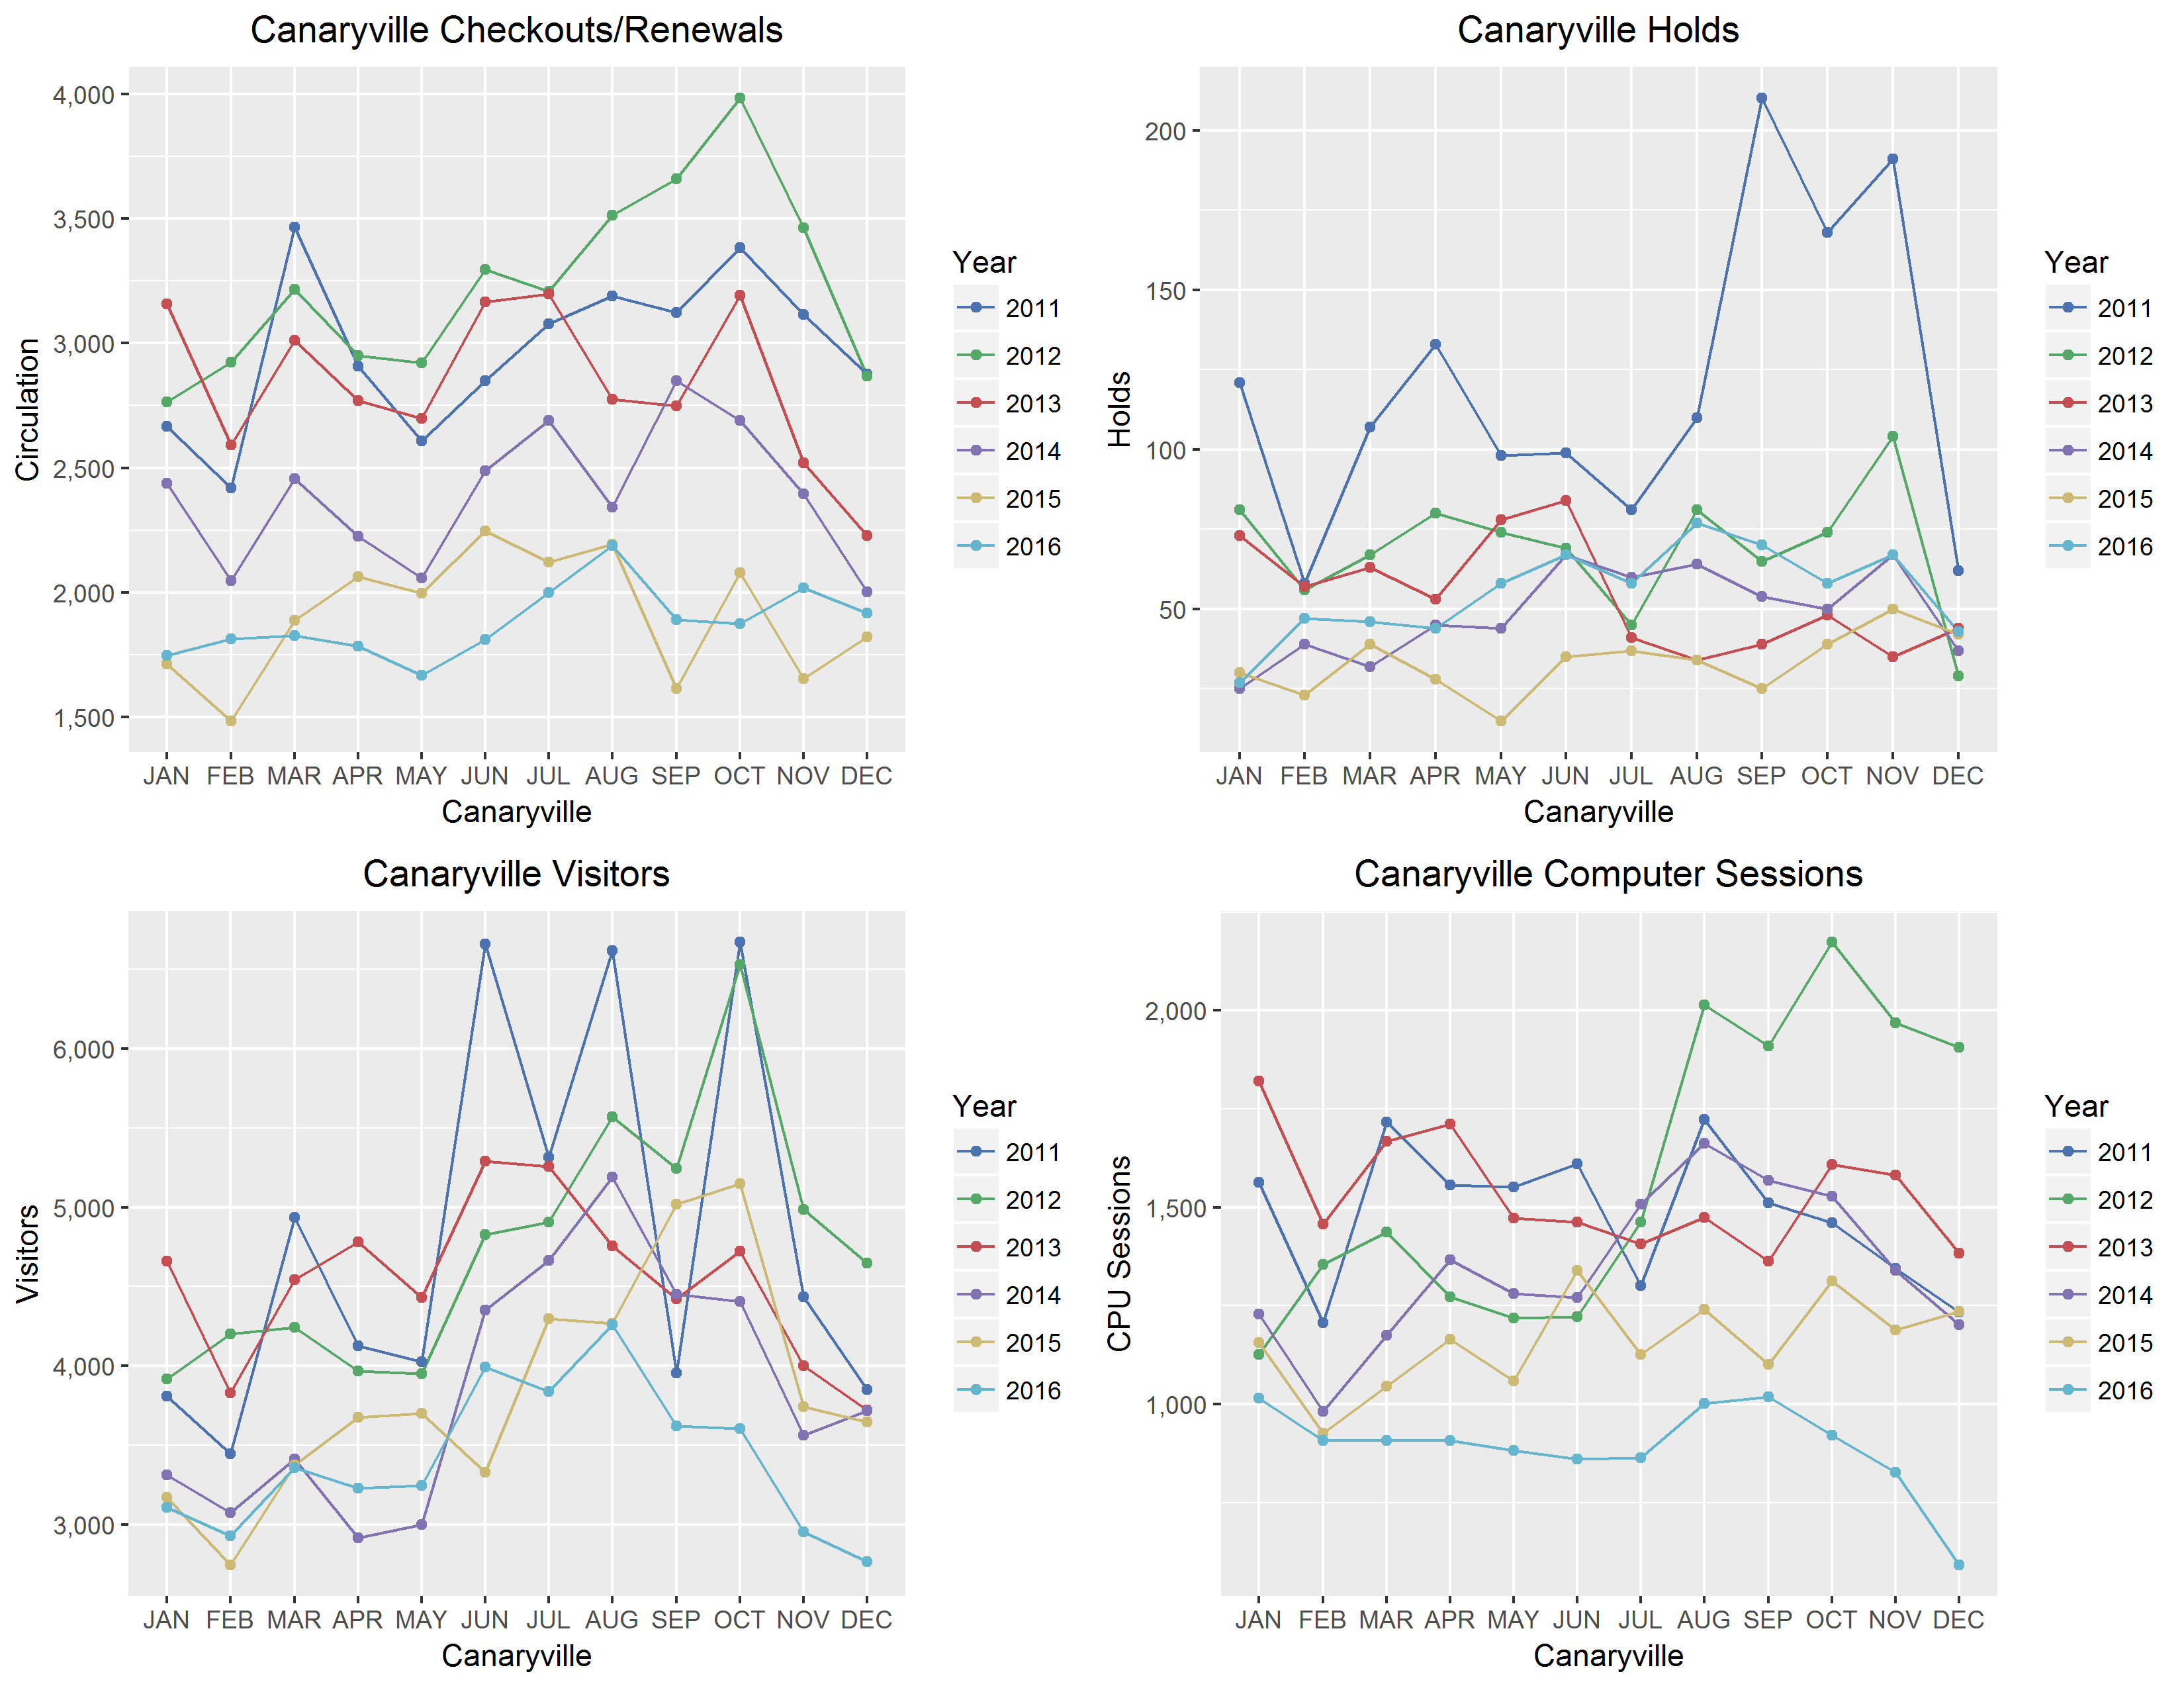 Canaryville Checkouts/Renewals
4,000
3,500
3,000
2,500
2,000
1,500
Circulation
JAN FEB MAR APR MAY JUN JUL AUG SEP OCT NOV DEC
Canaryville
Year
2011
2012
2013
2014
2015
2016
Canaryville Holds
200
150
100
50
Holds
JAN FEB MAR APR MAY JUN JUL AUG SEP OCT NOV DEC
Canaryville
Year
2011
2012
2013
2014
2015
2016
Canaryville Visitors
6,000
5,000
4,000
3,000
Visitors
JAN FEB MAR APR MAY JUN JUL AUG SEP OCT NOV DEC
Canaryville
Year
2011
2012
2013
2014
2015
2016
Canaryville Computer Sessions
2,000
1,500
1,000
CPU Sessions
JAN FEB MAR APR MAY JUN JUL AUG SEP OCT NOV DEC
Canaryville
Year
2011
2012
2013
2014
2015
2016